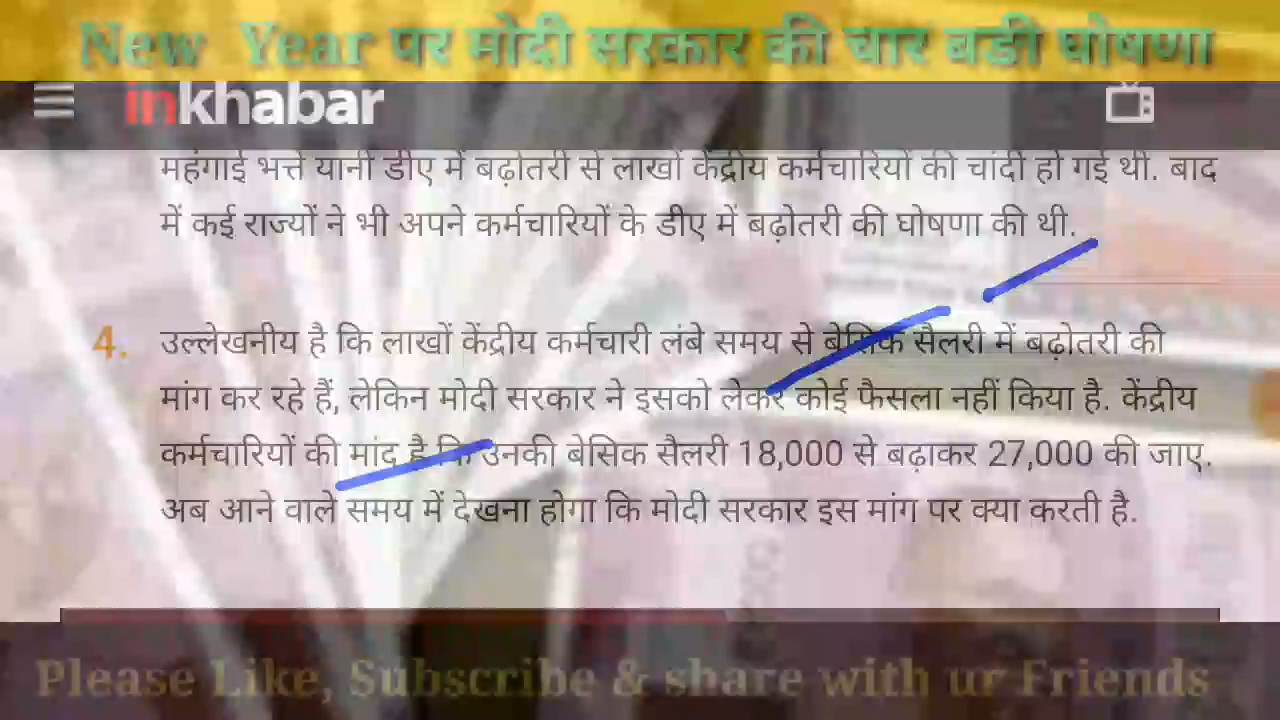 New Year पर मोदी सरकार की चार बडी घोषणा
inkhabar
महंगाई भत्ते यानी डीए में बढ़ोतरी से लाखों केंद्रीय कर्मचारियों की चांदी हो गई थी. बाद
में कई राज्यों ने भी अपने कर्मचारियों के डीए में बढ़ोतरी की घोषणा की थी.
4. उल्लेखनीय है कि लाखों केंद्रीय कर्मचारी लंबे समय से बेसिक सैलरी में बढ़ोतरी की
मांग कर रहे हैं, लेकिन मोदी सरकार ने इसको लेकर कोई फैसला नहीं किया है. केंद्रीय
कर्मचारियों की मांद है कि उनकी बेसिक सैलरी 18,000 से बढ़ाकर 27,000 की जाए.
अब आने वाले समय में देखना होगा कि मोदी सरकार इस मांग पर क्या करती है.
Please Like, Subscribe & share with ur Friends